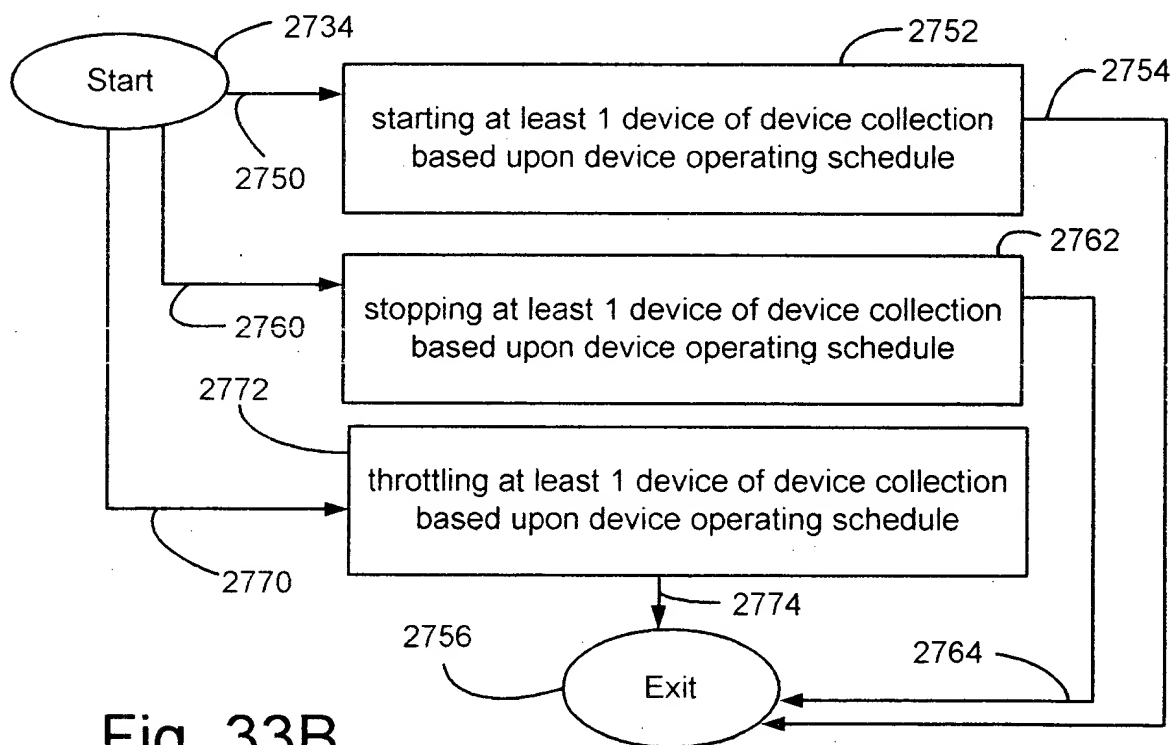 2734
Start
2752
2754
starting at least 1 device of device collection
based upon device operating schedule
2750
2762
stopping at least 1 device of device collection
based upon device operating schedule
2760
2772
throttling at least 1 device of device collection
based upon device operating schedule
2770
2774
2756
Exit
2764
Fig. 33B